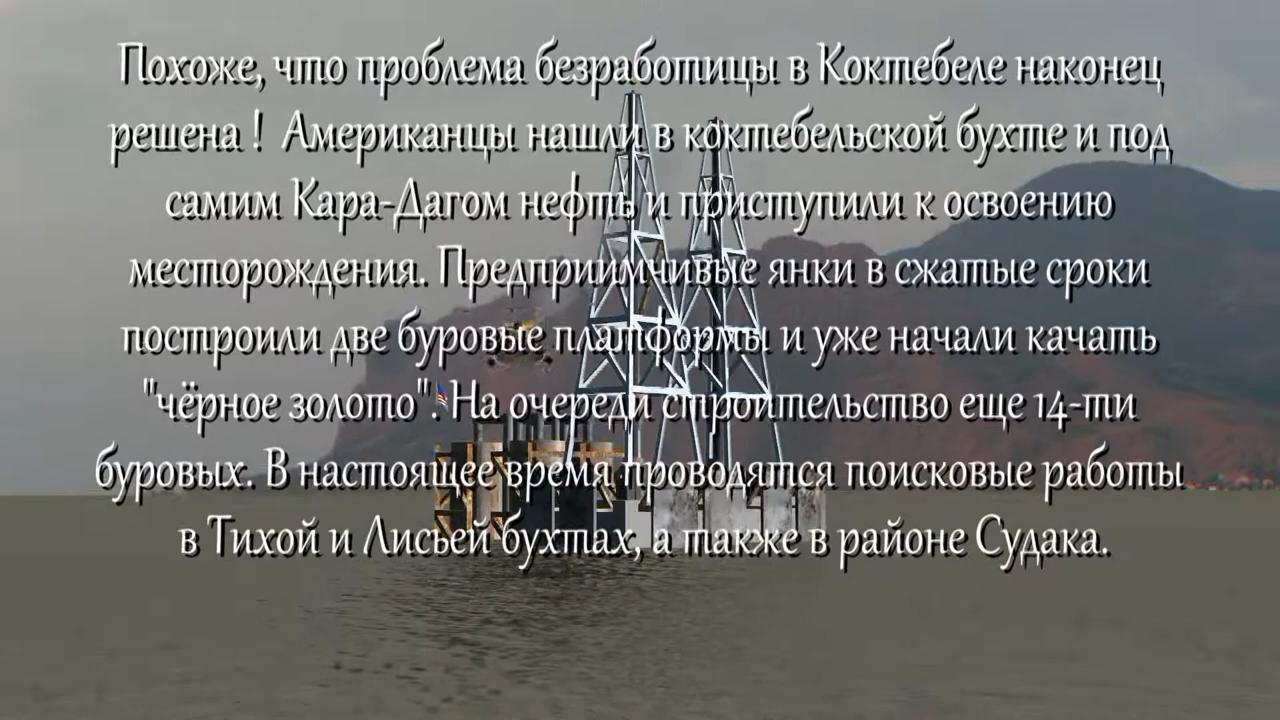 Похоже, что проблема безработицы в Коктебеле наконец
решена ! Американцы нашли в коктебельской бухте и под
самим Кара-Дагом нефть и приступили к освоению
месторождения. Предприимчивые янки в сжатые сроки
построили две буровые платформы и уже начали качать
"чёрное золото". На очереди строительство еще 14-ти
буровых. В настоящее время проводятся поисковые работы
в Тихой и Лисьей бухтах, а также в районе Судака.